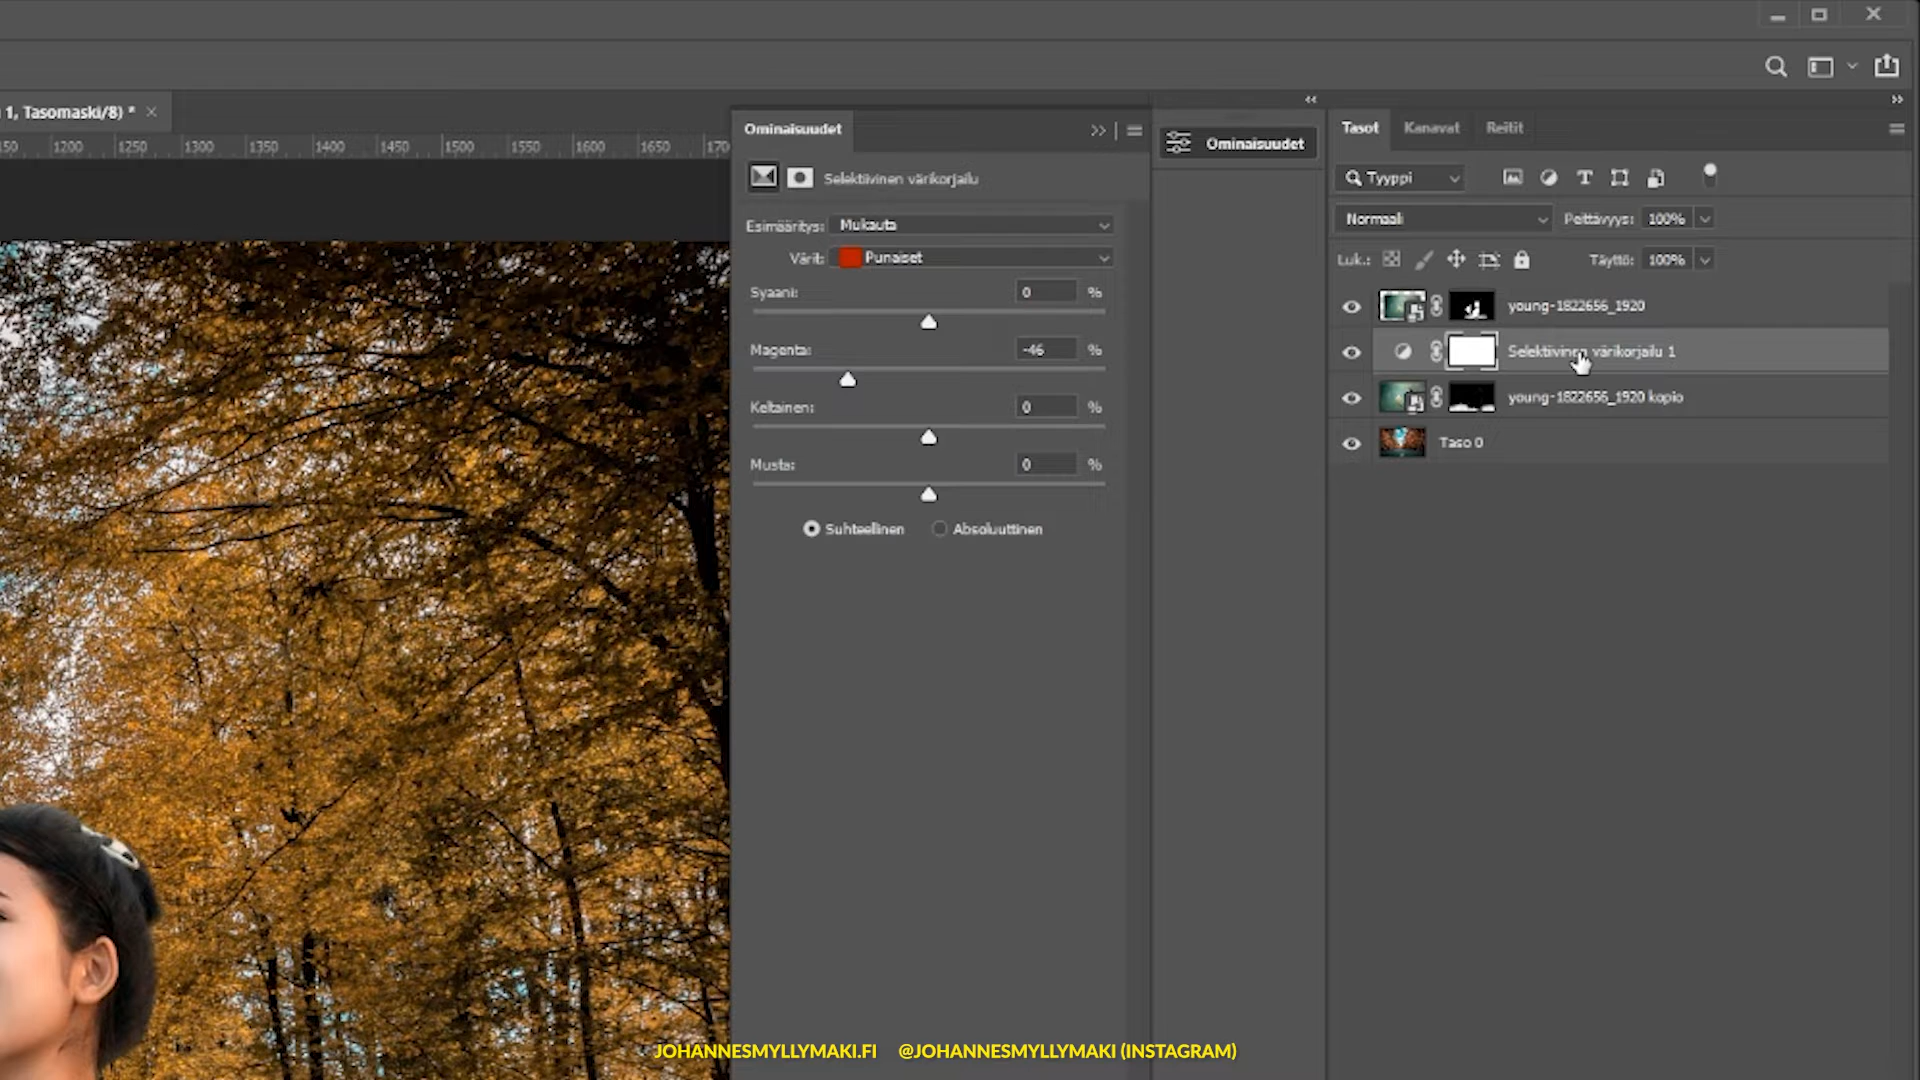 1, Tasomaski/8) *
150 1200 1250 1300 1350 1400 1450 1500 1550 1600 1650 1700
Ominaisuudet
Selektiivinen värikorjailu
Esimääritys: Mukauta
Värit: Punaiset
Syaani: 0 %
Magenta: -46 %
Keltainen: 0 %
Musta: 0 %
Suhteellinen Absoluuttinen
Ominaisuudet
Tasot Kanavat Reitit
Tyyppi
Normaali Peittävyys: 100%
Luk.: Täyttö: 100%
young-1822656_1920
Selektiivinen värikorjailu 1
young-1822656_1920 kopio
Taso 0
JOHANNESMYLLYMAKI.FI @JOHANNESMYLLYMAKI (INSTAGRAM)